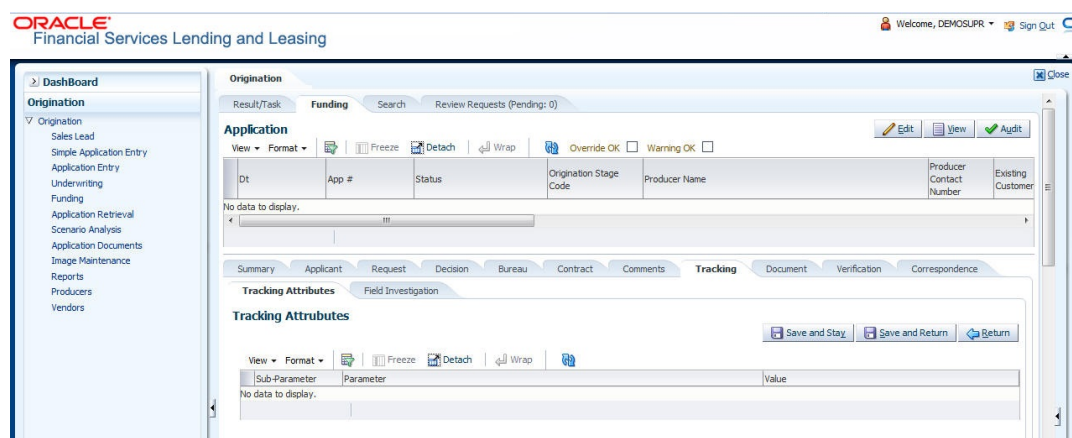 ORACLE®
Financial Services Lending and Leasing
Welcome, DEMOSUPR Sign Out
DashBoard
Origination
Origination
Sales Lead
Simple Application Entry
Application Entry
Underwriting
Funding
Application Retrieval
Scenario Analysis
Application Documents
Image Maintenance
Reports
Producers
Vendors
Origination
Close
Result/Task Funding Search Review Requests (Pending: 0)
Application
Edit View Audit
View Format Freeze Detach Wrap Override OK Warning OK
Dt App # Status Origination Stage Code Producer Name Producer Contact Number Existing Customer
No data to display.
Summary Applicant Request Decision Bureau Contract Comments Tracking Document Verification Correspondence
Tracking Attributes Field Investigation
Tracking Attrubutes
Save and Stay Save and Return Return
View Format Freeze Detach Wrap
Sub-Parameter Parameter Value
No data to display.